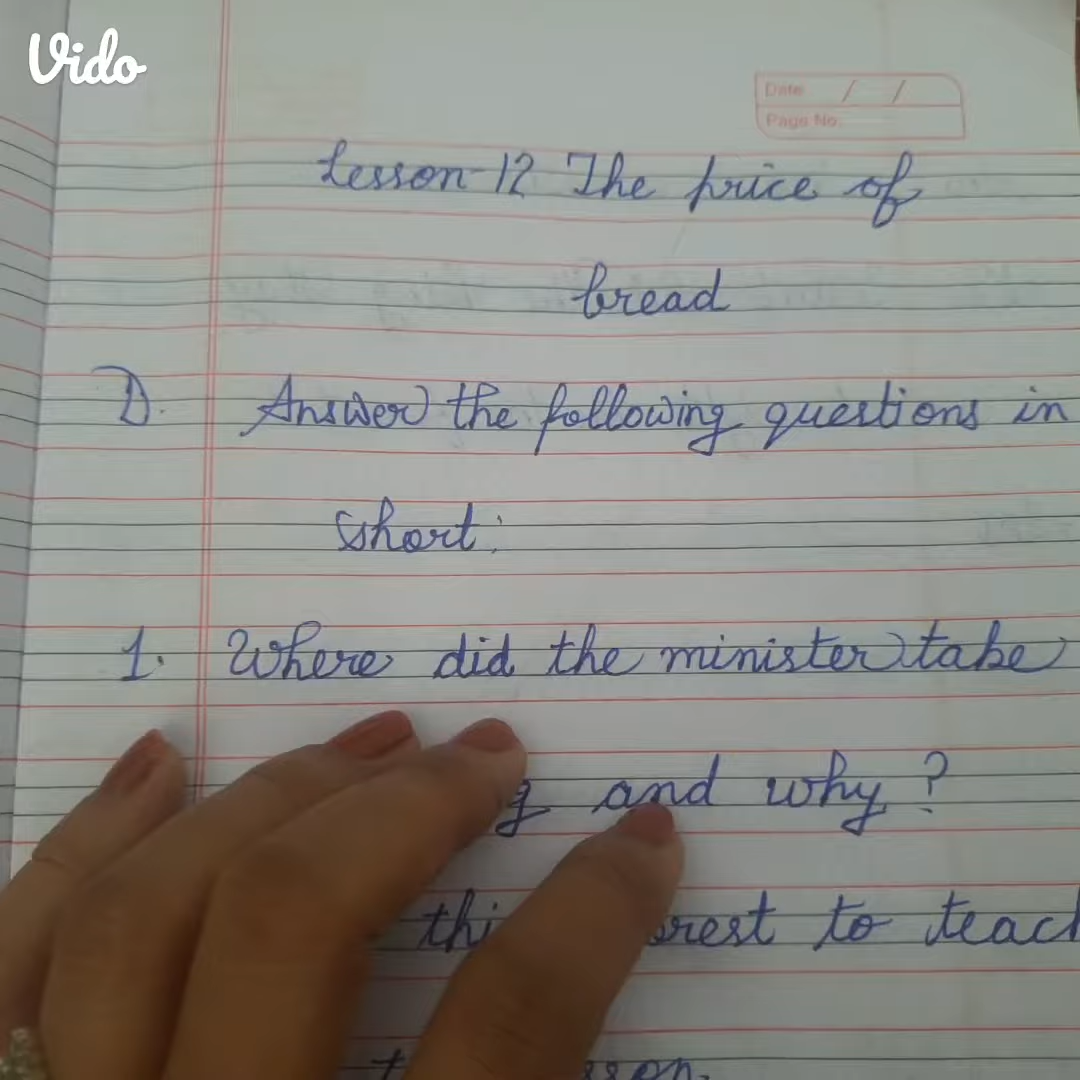 Vido
Date / /
Page No.
Lesson-12 The price of
bread
D. Answer the following questions in
short:
1. Where did the minister take
and why?
to teach